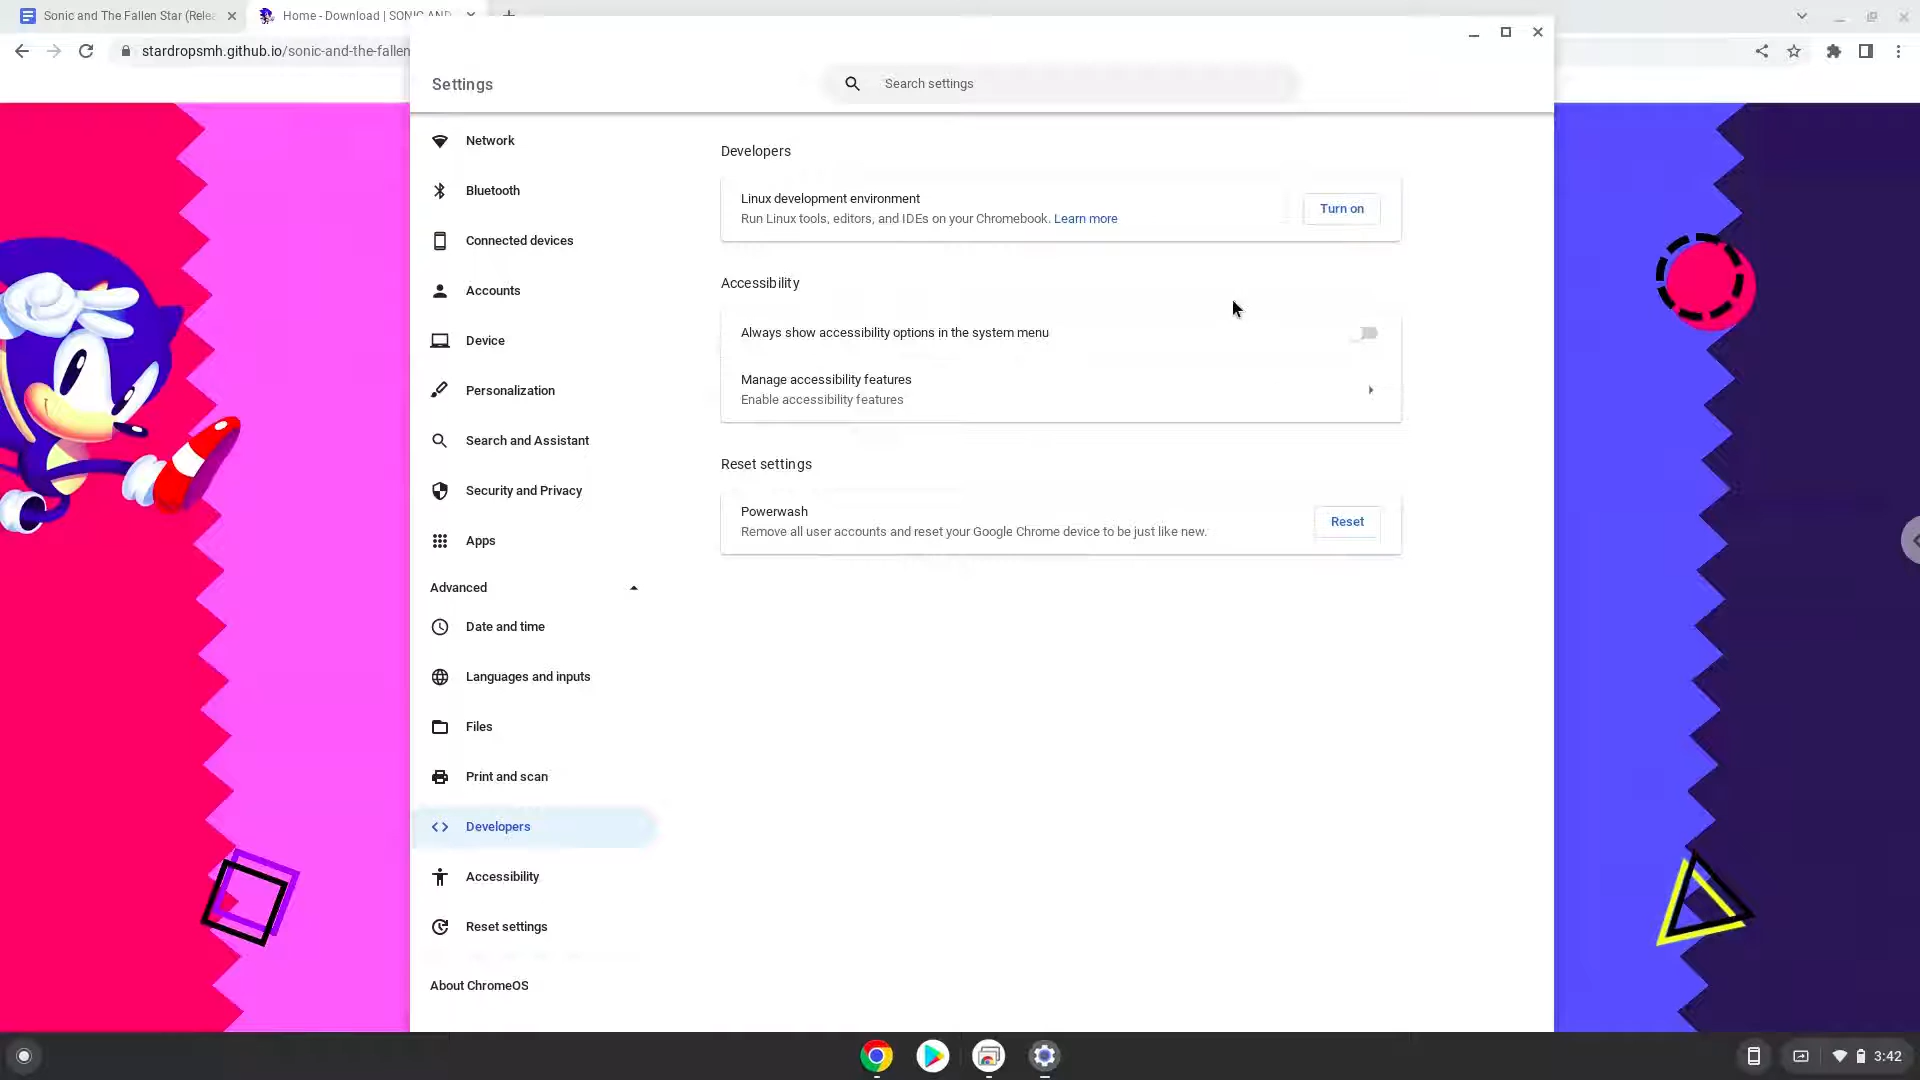 Sonic and The Fallen Star (Relea
Home - Download | SONIC AND
stardropsmh.github.io/sonic-and-the-fallen
Settings
Search settings
Network
Bluetooth
Connected devices
Accounts
Device
Personalization
Search and Assistant
Security and Privacy
Apps
Advanced
Date and time
Languages and inputs
Files
Print and scan
Developers
Accessibility
Reset settings
About ChromeOS
Developers
Linux development environment
Run Linux tools, editors, and IDEs on your Chromebook. Learn more
Turn on
Accessibility
Always show accessibility options in the system menu
Manage accessibility features
Enable accessibility features
Reset settings
Powerwash
Remove all user accounts and reset your Google Chrome device to be just like new.
Reset
3:42